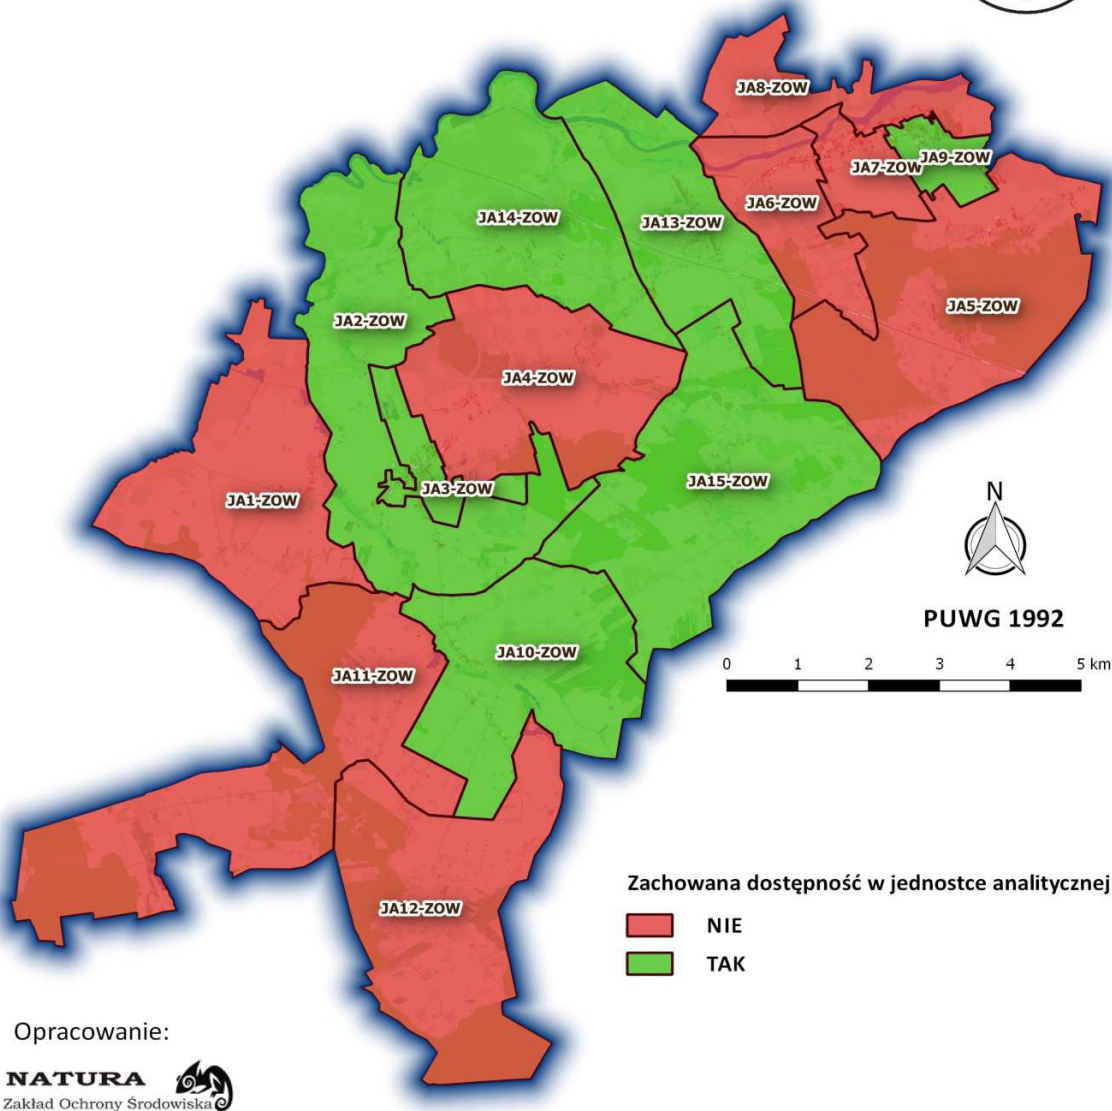 JA8-ZOW
JA9-ZOW
JA7-ZOW
JA6-ZOW
JA14-ZOW
JA13-ZOW
JA5-ZOW
JA2-ZOW
JA4-ZOW
JA3-ZOW
JA15-ZOW
JA1-ZOW
N
PUWG 1992
JA10-ZOW
0 1 2 3 4 5 km
JA11-ZOW
Zachowana dostępność w jednostce analitycznej
NIE
JA12-ZOW
TAK
Opracowanie:
NATURA
Zakład Ochrony Środowiska